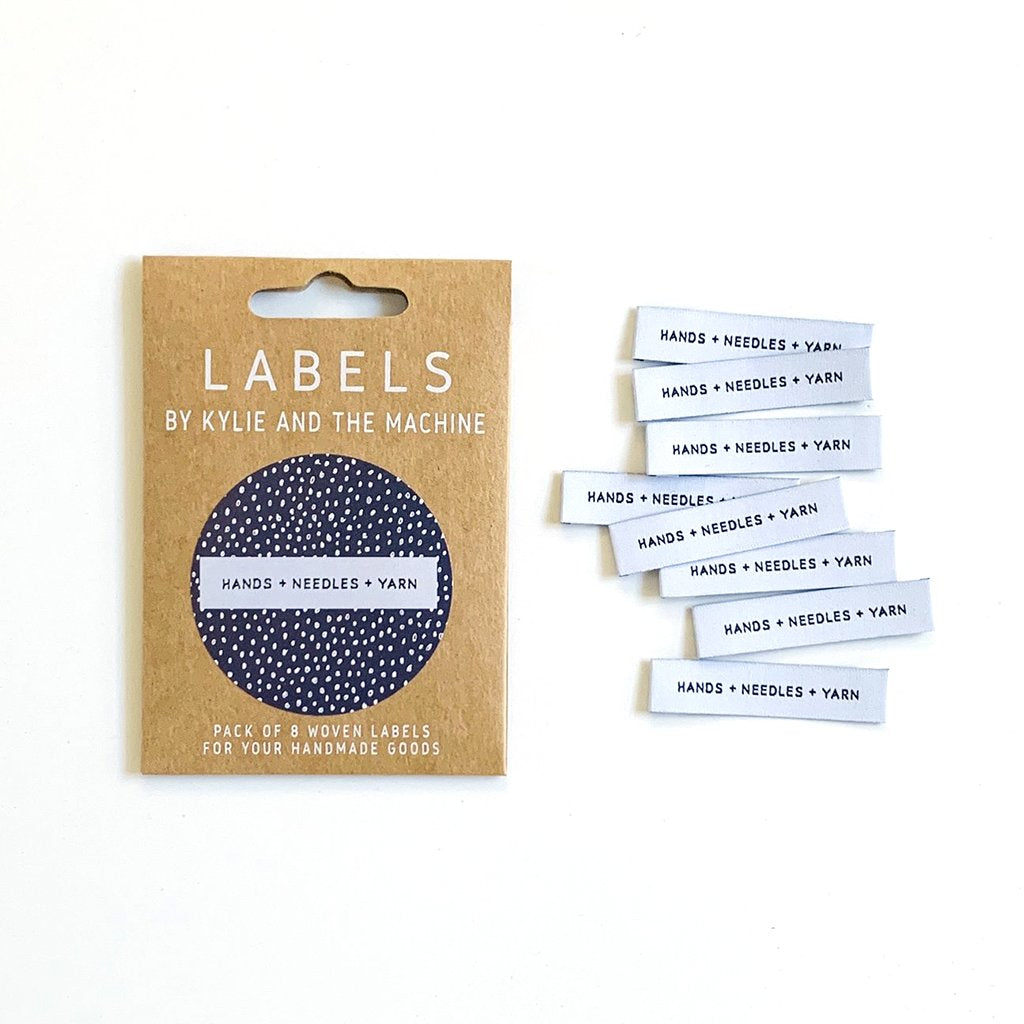 LABELS
BY KYLIE AND THE MACHINE
HANDS + NEEDLES + YARN
PACK OF 8 WOVEN LABELS
FOR YOUR HANDMADE GOODS
HANDS + NEEDLES + YARN
HANDS + NEEDLES + YARN
HANDS + NEEDLES + YARN
HANDS + NEEDLES +
HANDS + NEEDLES + YARN
HANDS + NEEDLES + YARN
HANDS + NEEDLES + YARN
HANDS + NEEDLES + YARN